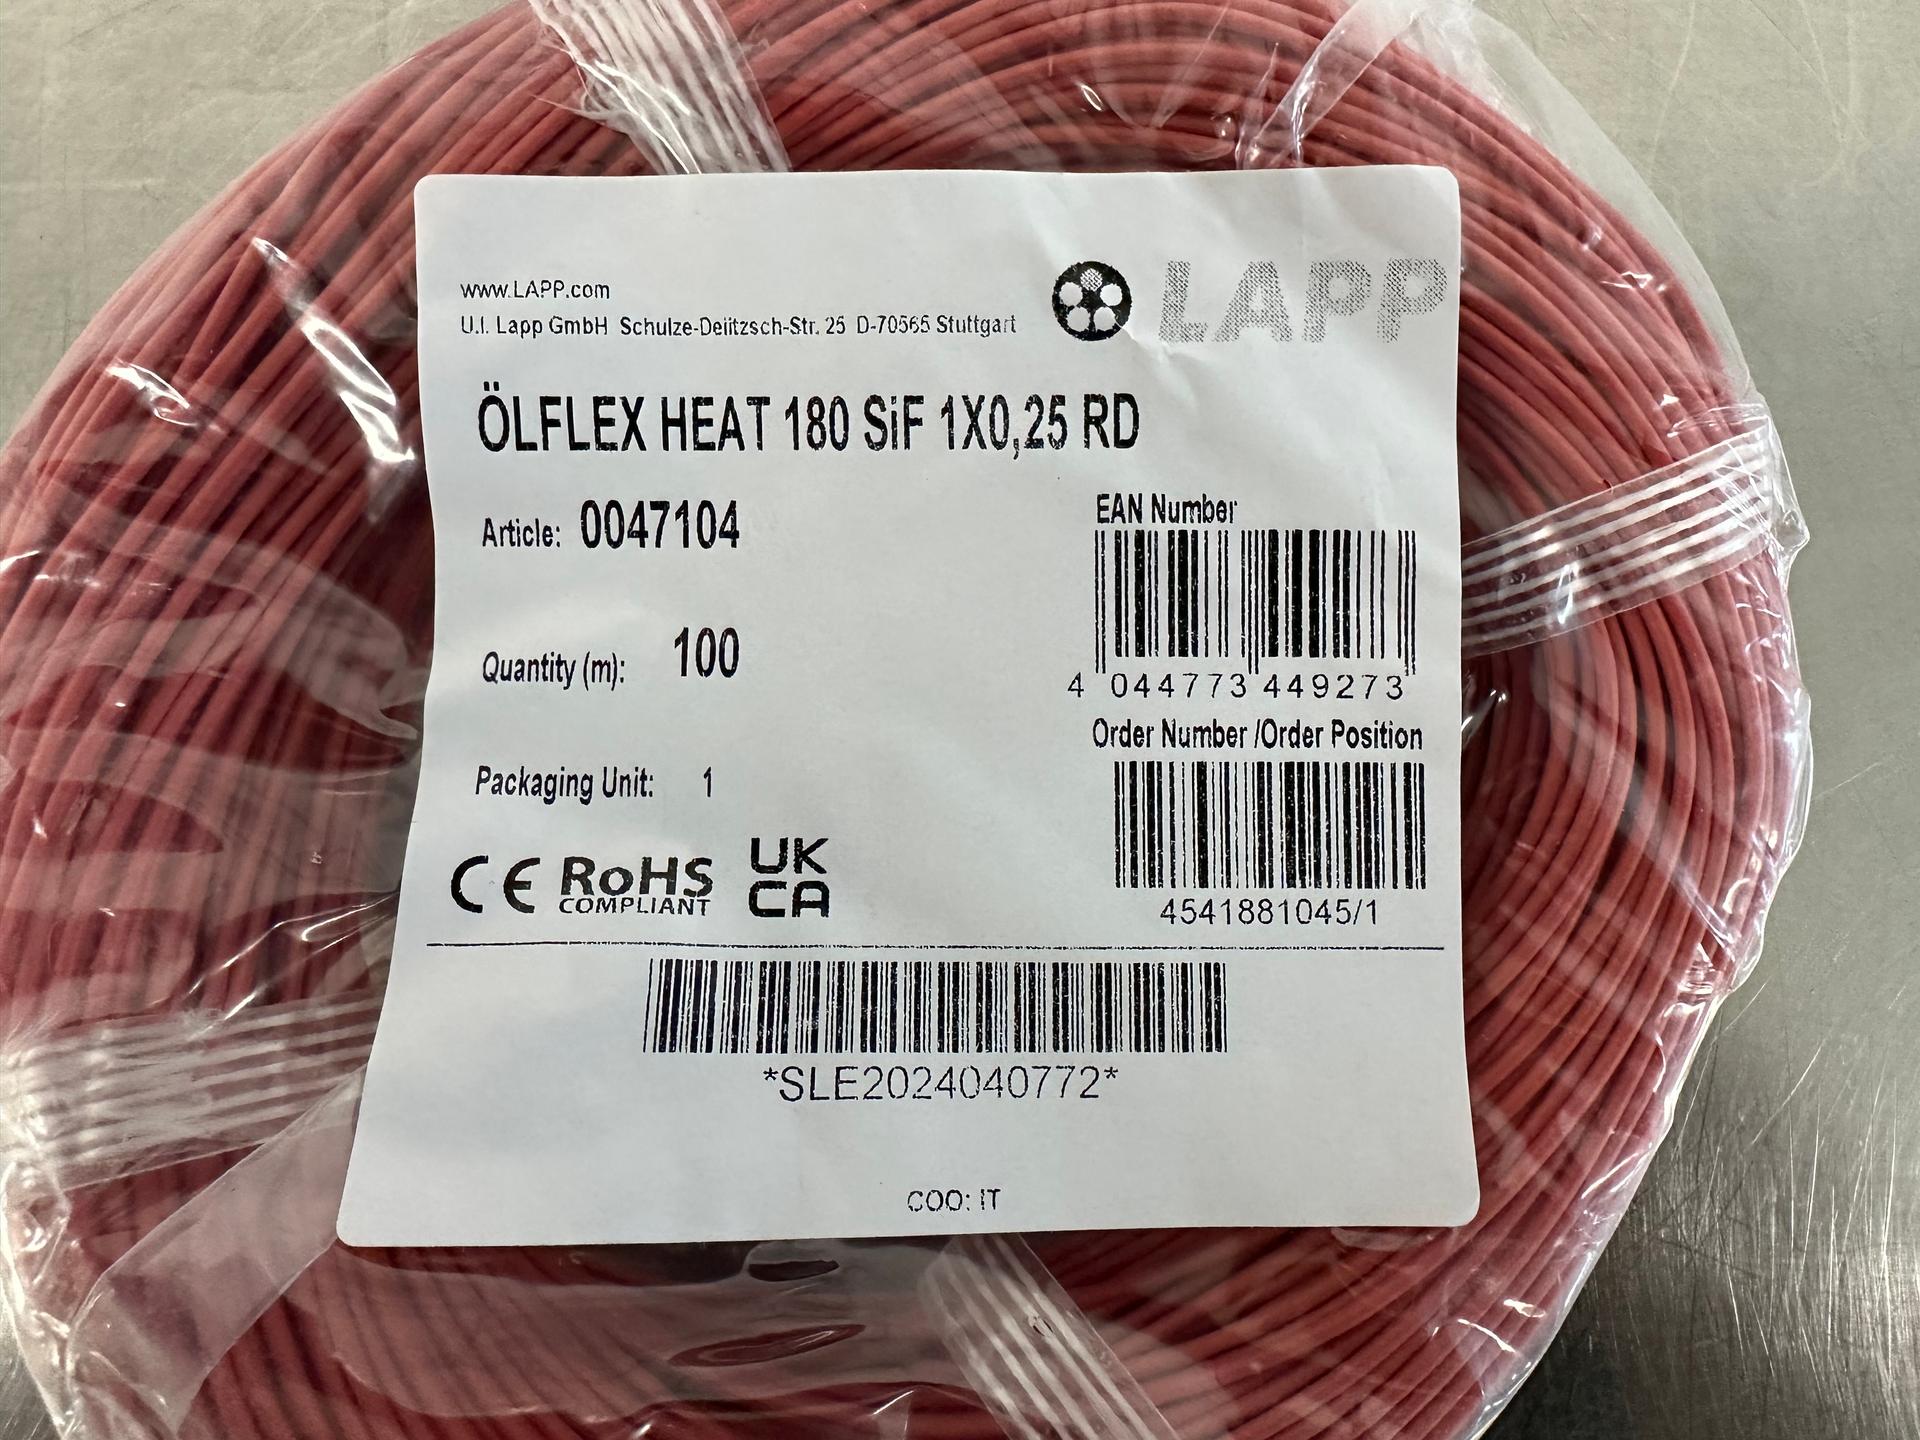 www.LAPP.com
U.I. Lapp GmbH Schulze-Delitzsch-Str. 25 D-70565 Stuttgart
LAPP
ÖLFLEX HEAT 180 SiF 1X0,25 RD
Article: 0047104
EAN Number
4 044773 449273
Quantity (m): 100
Order Number /Order Position
4541881045/1
Packaging Unit: 1
CE RoHS COMPLIANT UK CA
*SLE2024040772*
COO: IT